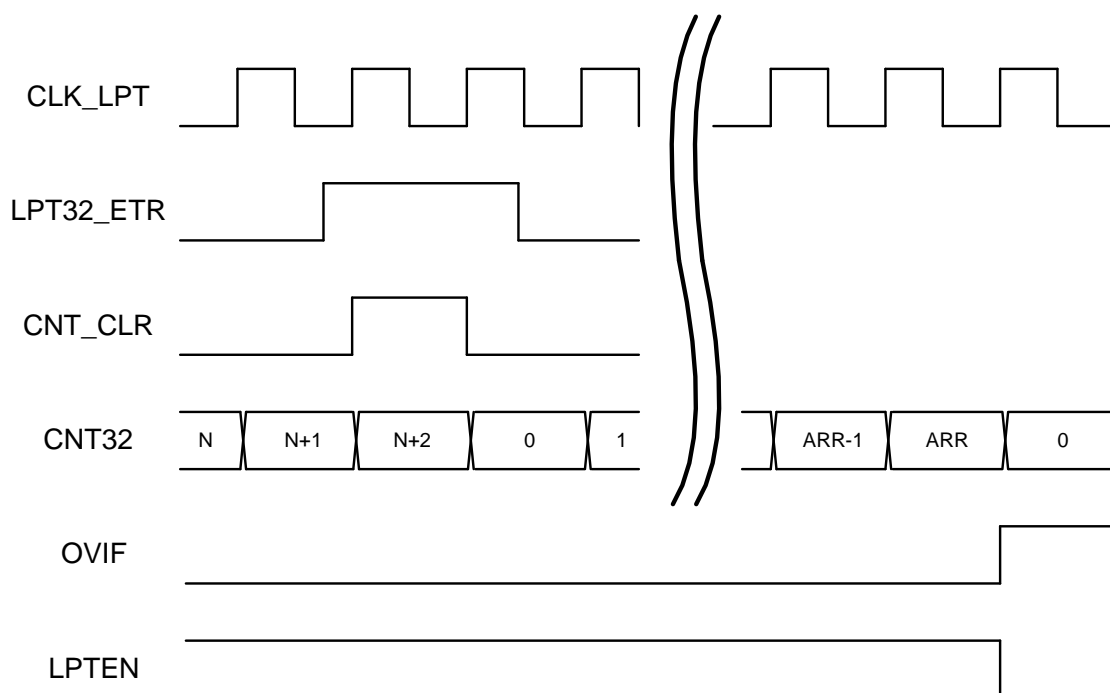 CLK_LPT
LPT32_ETR
CNT_CLR
CNT32 N N+1 N+2 0 1 ARR-1 ARR 0
OVIF
LPTEN